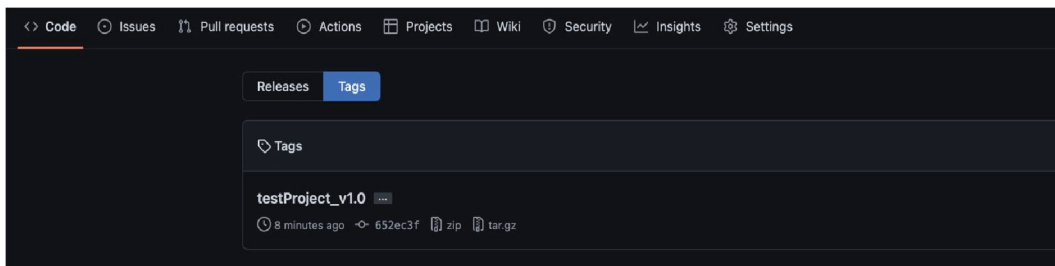 <> Code Issues Pull requests Actions Projects Wiki Security Insights Settings
Releases Tags
Tags
testProject_v1.0 ...
8 minutes ago 652ec3f zip tar.gz